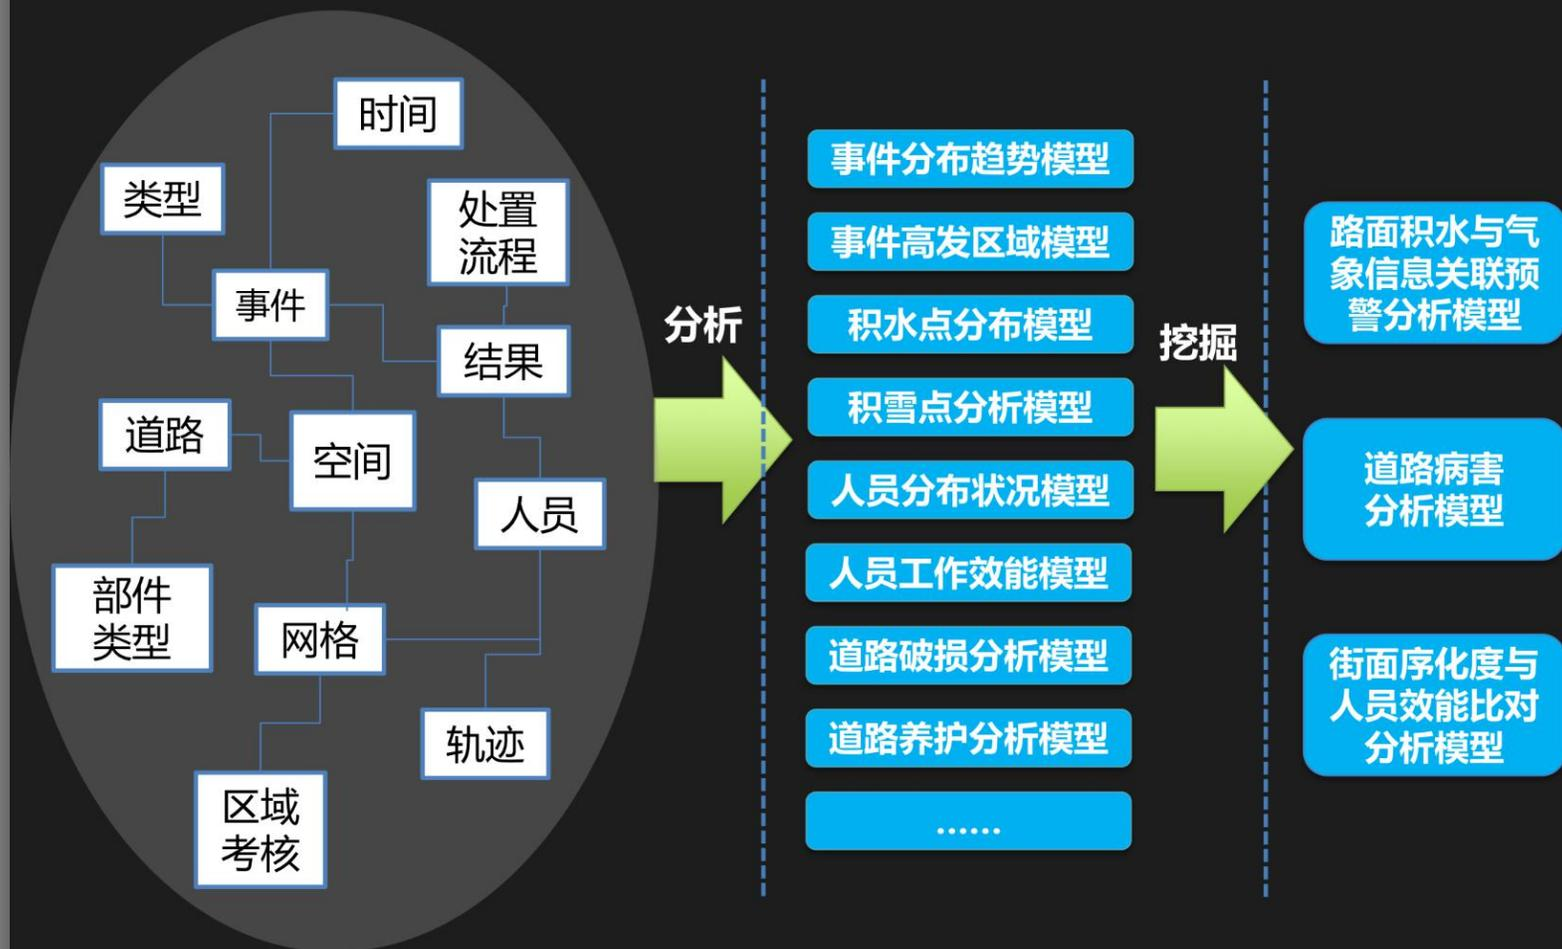 时间
类型
处置
流程
事件
结果
道路
空间
人员
部件
类型
网格
轨迹
区域
考核
分析
事件分布趋势模型
事件高发区域模型
积水点分布模型
积雪点分析模型
人员分布状况模型
人员工作效能模型
道路破损分析模型
道路养护分析模型
......
挖掘
路面积水与气
象信息关联预
警分析模型
道路病害
分析模型
街面序化度与
人员效能比对
分析模型